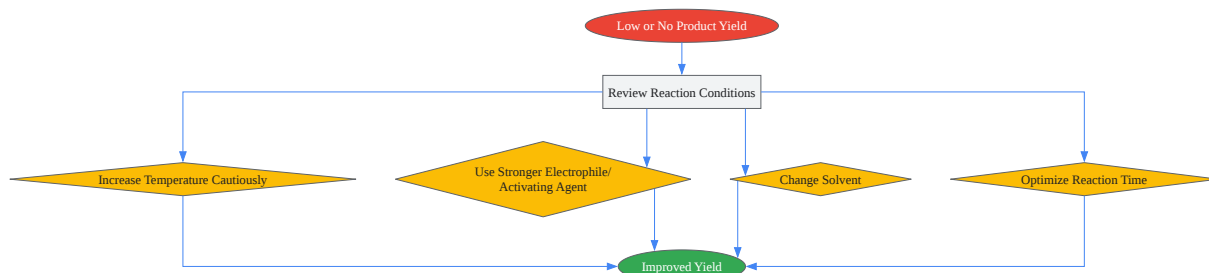 Low or No Product Yield
Review Reaction Conditions
Increase Temperature Cautiously
Use Stronger Electrophile/
Activating Agent
Change Solvent
Optimize Reaction Time
Improved Yield